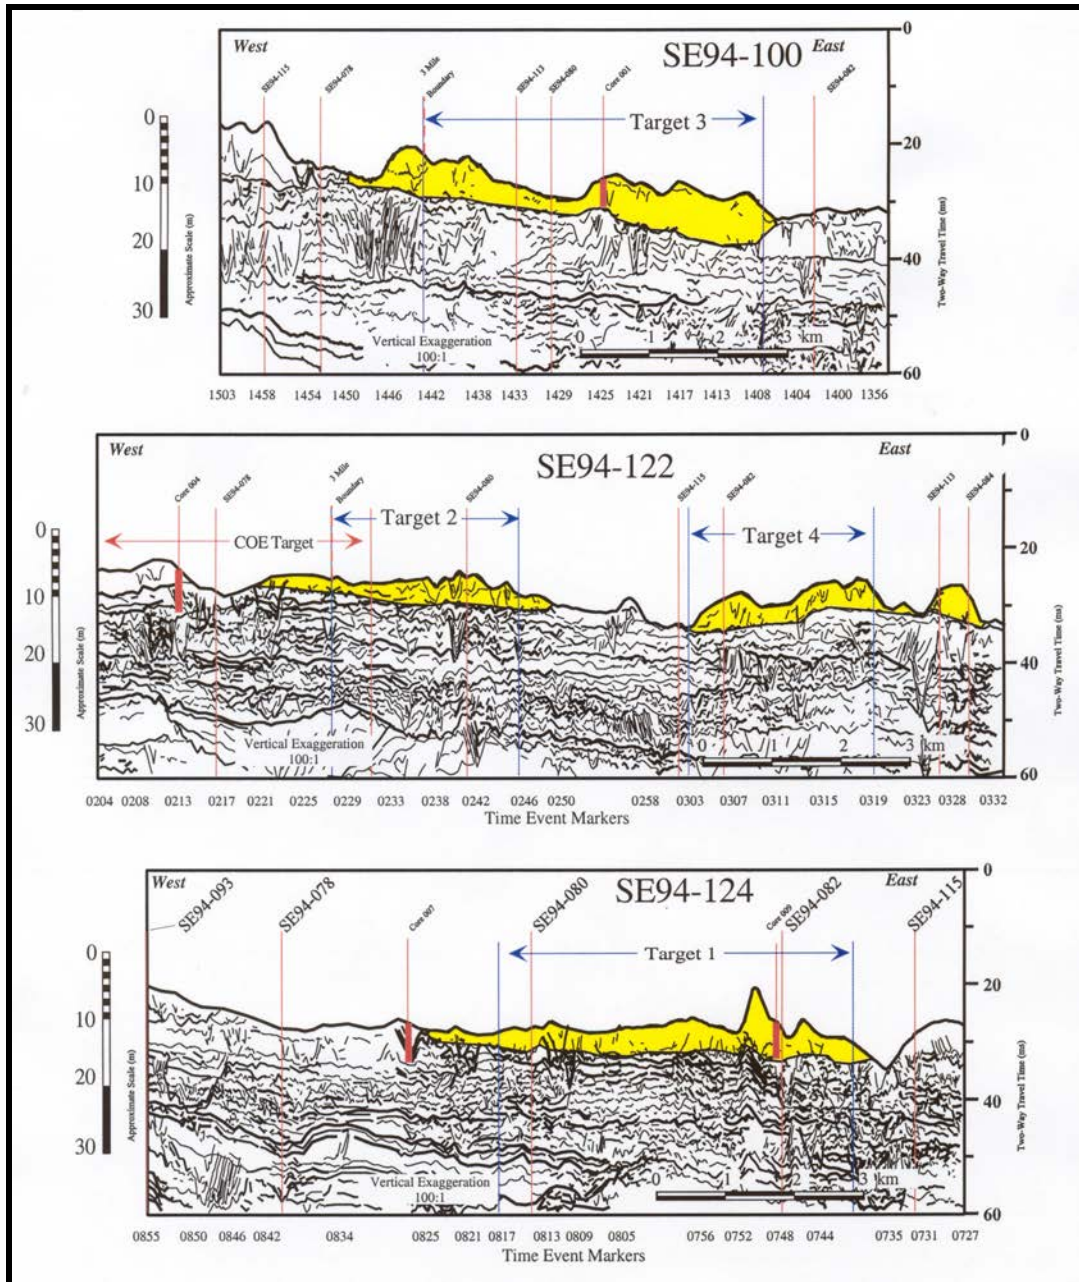 West
SE94-100
East
0
SE94-115
SE94-078
3 Mile
Boundary
SE94-113
SE94-080
Core 001
SE94-082
Target 3
0
10
20
30
Approximate Scale (m)
20
40
60
Two-Way Travel Time (ms)
Vertical Exaggeration
100:1
0 1 2 3 km
1503 1458 1454 1450 1446 1442 1438 1433 1429 1425 1421 1417 1413 1408 1404 1400 1356
West
SE94-122
East
0
Core 004
SE94-078
3 Mile
Boundary
SE94-080
SE94-115
SE94-082
SE94-113
SE94-084
Target 2
COE Target
Target 4
0
10
20
30
Approximate Scale (m)
20
40
60
Two-Way Travel Time (ms)
Vertical Exaggeration
100:1
0 1 2 3 km
0204 0208 0213 0217 0221 0225 0229 0233 0238 0242 0246 0250 0258 0303 0307 0311 0315 0319 0323 0328 0332
Time Event Markers
West
SE94-124
East
0
SE94-093
SE94-078
Core 007
SE94-080
Core 009
SE94-082
SE94-115
Target 1
0
10
20
30
Approximate Scale (m)
20
40
60
Two-Way Travel Time (ms)
Vertical Exaggeration
100:1
0 1 2 3 km
0855 0850 0846 0842 0834 0825 0821 0817 0813 0809 0805 0756 0752 0748 0744 0735 0731 0727
Time Event Markers